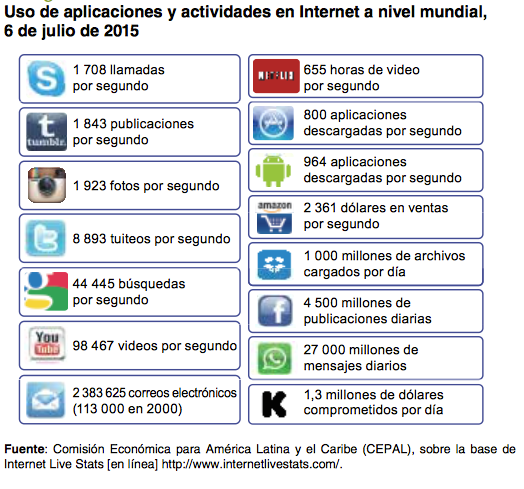 Uso de aplicaciones y actividades en Internet a nivel mundial,
6 de julio de 2015
1 708 llamadas
por segundo
tumblr.
1 843 publicaciones
por segundo
1 923 fotos por segundo
8 893 tuiteos por segundo
44 445 búsquedas
por segundo
You
Tube
98 467 videos por segundo
2 383 625 correos electrónicos
(113 000 en 2000)
NETFLIX
655 horas de video
por segundo
800 aplicaciones
descargadas por segundo
964 aplicaciones
descargadas por segundo
amazon
2 361 dólares en ventas
por segundo
1 000 millones de archivos
cargados por día
4 500 millones de
publicaciones diarias
27 000 millones de
mensajes diarios
K
1,3 millones de dólares
comprometidos por día
Fuente: Comisión Económica para América Latina y el Caribe (CEPAL), sobre la base de
Internet Live Stats [en línea] http://www.internetlivestats.com/.